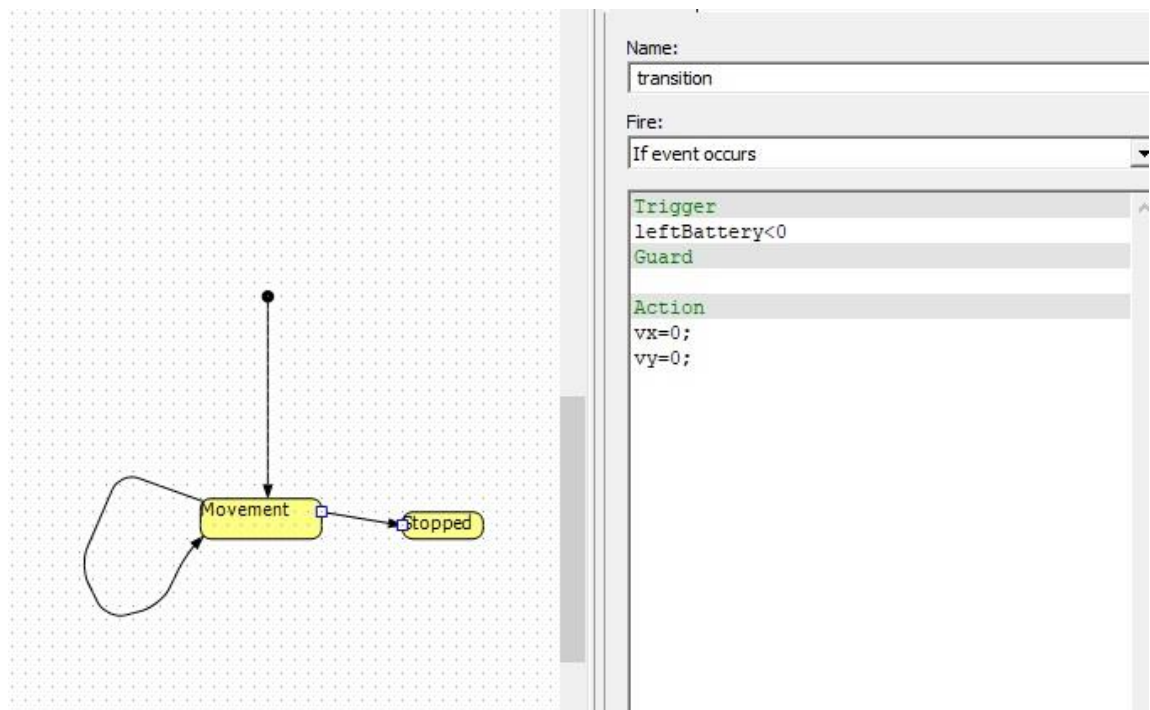 Movement
Stopped
Name:
transition
Fire:
If event occurs
Trigger
leftBattery<0
Guard
Action
vx=0;
vy=0;